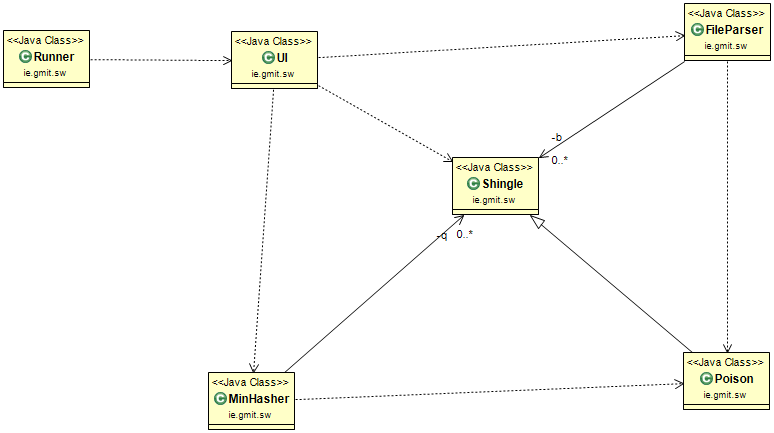 <<Java Class>>
FileParser
ie.gmit.sw
<<Java Class>>
Runner
ie.gmit.sw
<<Java Class>>
UI
ie.gmit.sw
-b
0..*
<<Java Class>>
Shingle
ie.gmit.sw
-q
0..*
<<Java Class>>
MinHasher
ie.gmit.sw
<<Java Class>>
Poison
ie.gmit.sw